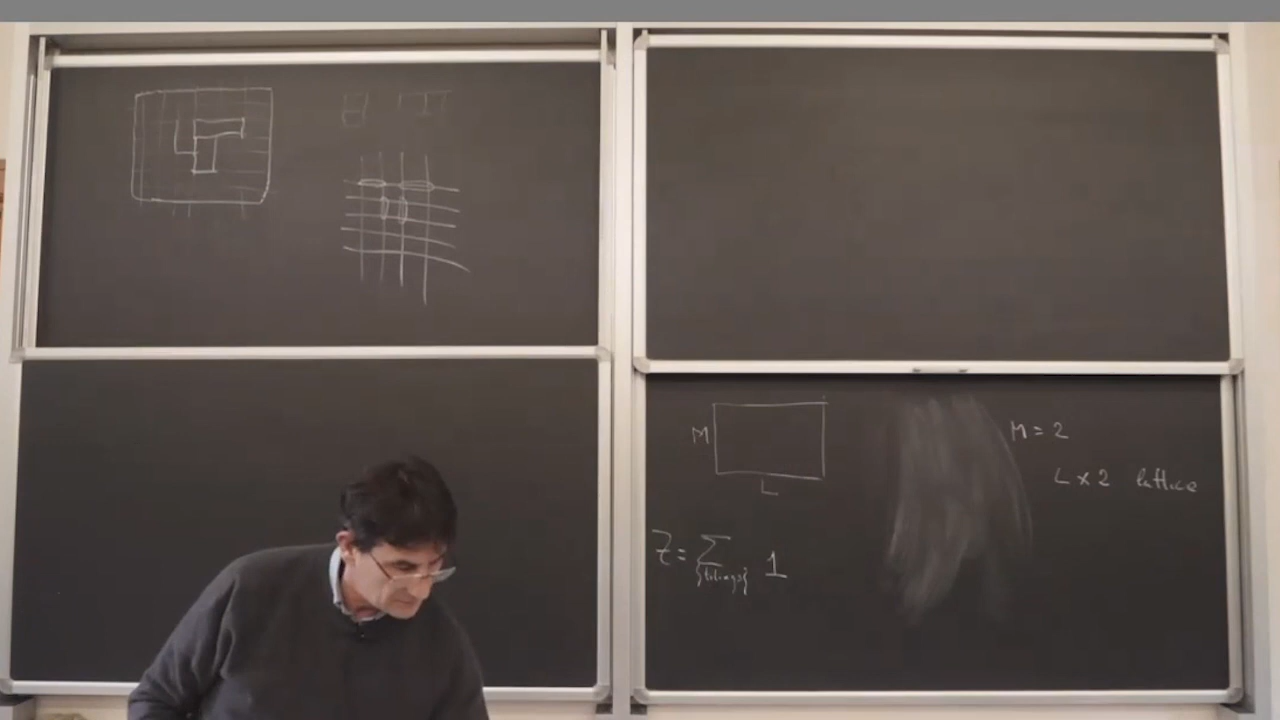 M
L
M = 2
L x 2 lattice
Z = ∑ 1
{tilings}